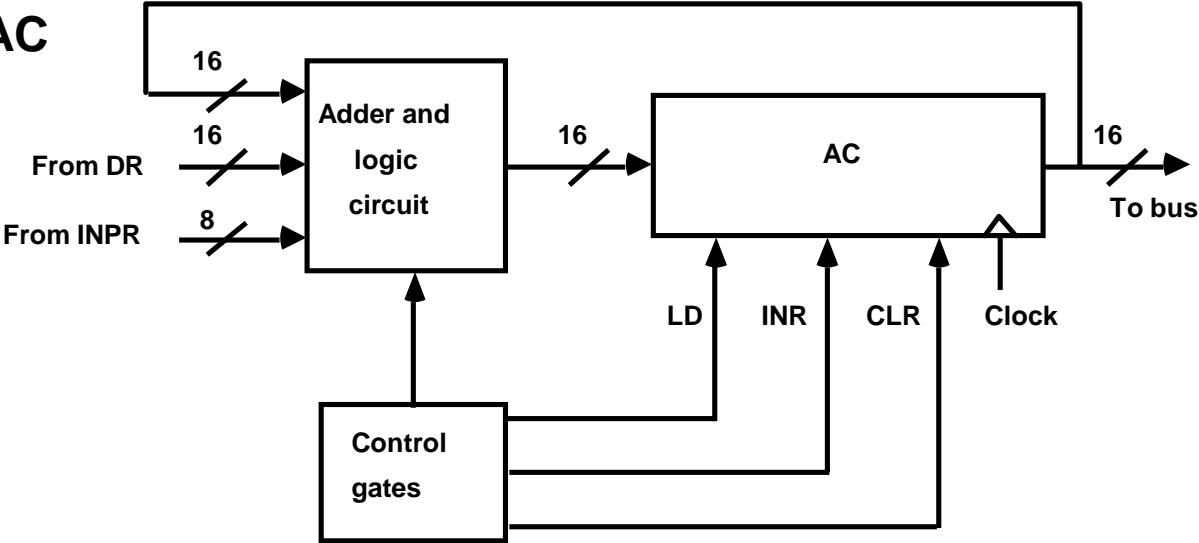 AC
16
Adder and
logic
circuit
16
From DR
8
From INPR
16
AC
16
To bus
LD
INR
CLR
Clock
Control
gates